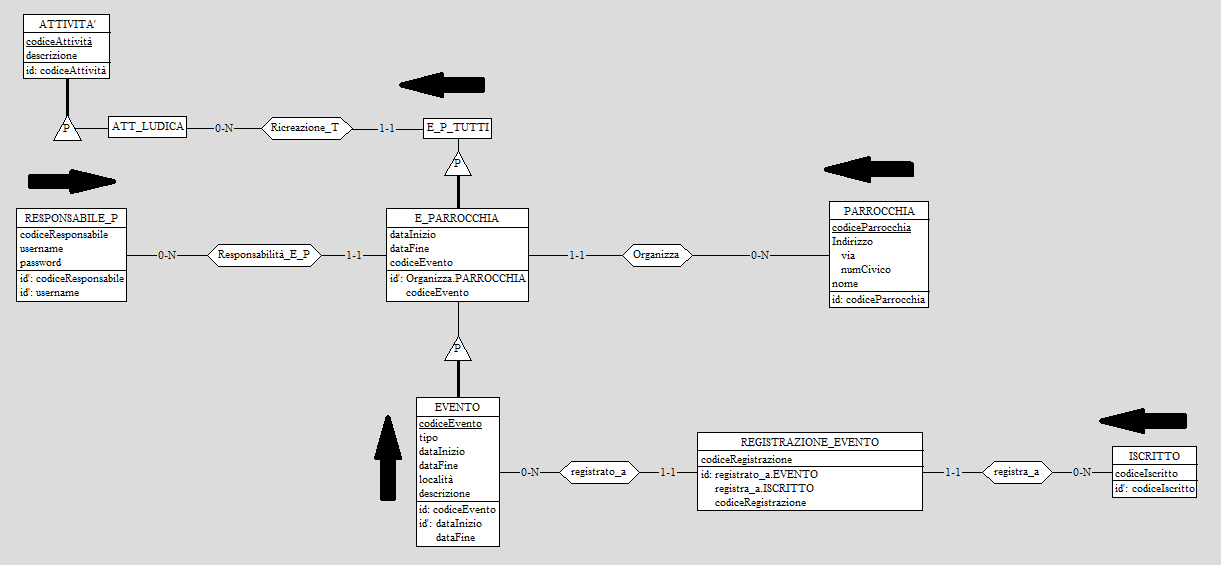 ATTIVITA'
codiceAttività
descrizione
id: codiceAttività
P
ATT_LUDICA
0-N
Ricreazione_T
1-1
E_P_TUTTI
P
RESPONSABILE_P
codiceResponsabile
username
password
id': codiceResponsabile
id': username
0-N
Responsabilità_E_P
1-1
E_PARROCCHIA
dataInizio
dataFine
codiceEvento
id': Organizza.PARROCCHIA
codiceEvento
1-1
Organizza
0-N
PARROCCHIA
codiceParrocchia
Indirizzo
via
numCivico
nome
id: codiceParrocchia
P
EVENTO
codiceEvento
tipo
dataInizio
dataFine
località
descrizione
id: codiceEvento
id': dataInizio
dataFine
0-N
registrato_a
1-1
REGISTRAZIONE_EVENTO
codiceRegistrazione
id: registrato_a.EVENTO
registra_a.ISCRITTO
codiceRegistrazione
1-1
registra_a
0-N
ISCRITTO
codiceIscritto
id': codiceIscritto